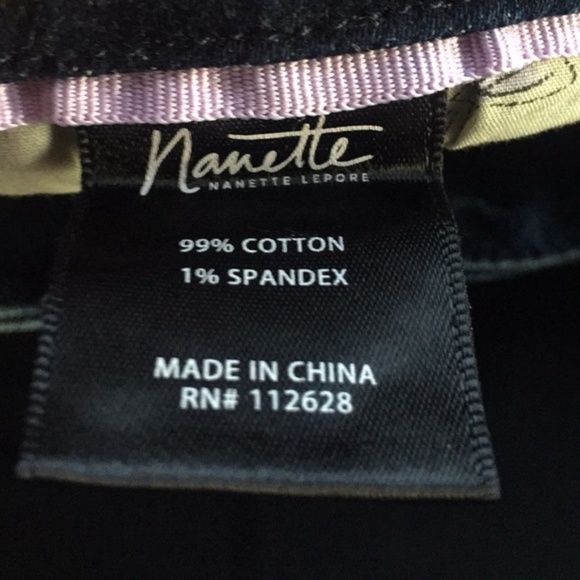 Nanette
NANETTE LEPORE
99% COTTON
1% SPANDEX
MADE IN CHINA
RN# 112628